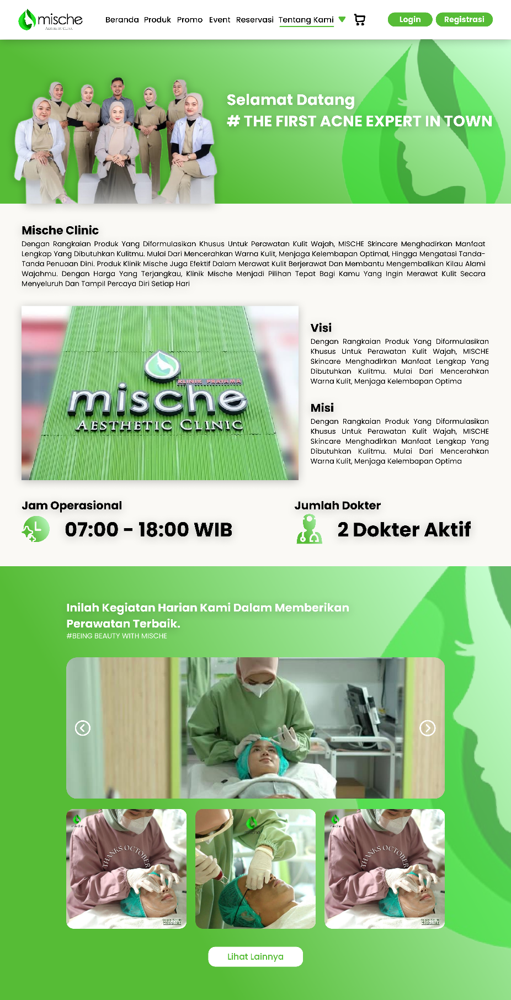 mische
AESTHETIC CLINIC
Beranda Produk Promo Event Reservasi Tentang Kami
Login
Registrasi
Selamat Datang
# THE FIRST ACNE EXPERT IN TOWN
Mische Clinic
Dengan Rangkaian Produk Yang Diformulasikan Khusus Untuk Perawatan Kulit Wajah, MISCHE Skincare Menghadirkan Manfaat
Lengkap Yang Dibutuhkan Kulitmu. Mulai Dari Mencerahkan Warna Kulit, Menjaga Kelembapan Optimal, Hingga Mengatasi Tanda-
Tanda Penuaan Dini. Produk Klinik Mische Juga Efektif Dalam Merawat Kulit Berjerawat Dan Membantu Mengembalikan Kilau Alami
Wajahmu. Dengan Harga Yang Terjangkau, Klinik Mische Menjadi Pilihan Tepat Bagi Kamu Yang Ingin Merawat Kulit Secara
Menyeluruh Dan Tampil Percaya Diri Setiap Hari
KLINIK PRATAMA
mische
AESTHETIC CLINIC
Visi
Dengan Rangkaian Produk Yang Diformulasikan
Khusus Untuk Perawatan Kulit Wajah, MISCHE
Skincare Menghadirkan Manfaat Lengkap Yang
Dibutuhkan Kulitmu. Mulai Dari Mencerahkan
Warna Kulit, Menjaga Kelembapan Optima
Misi
Dengan Rangkaian Produk Yang Diformulasikan
Khusus Untuk Perawatan Kulit Wajah, MISCHE
Skincare Menghadirkan Manfaat Lengkap Yang
Dibutuhkan Kulitmu. Mulai Dari Mencerahkan
Warna Kulit, Menjaga Kelembapan Optima
Jam Operasional
07:00 - 18:00 WIB
Jumlah Dokter
2 Dokter Aktif
Inilah Kegiatan Harian Kami Dalam Memberikan
Perawatan Terbaik.
#BEING BEAUTY WITH MISCHE
THANKS OCTOBER
Happier
mische
THANKS OCTOBER
Happier
Lihat Lainnya